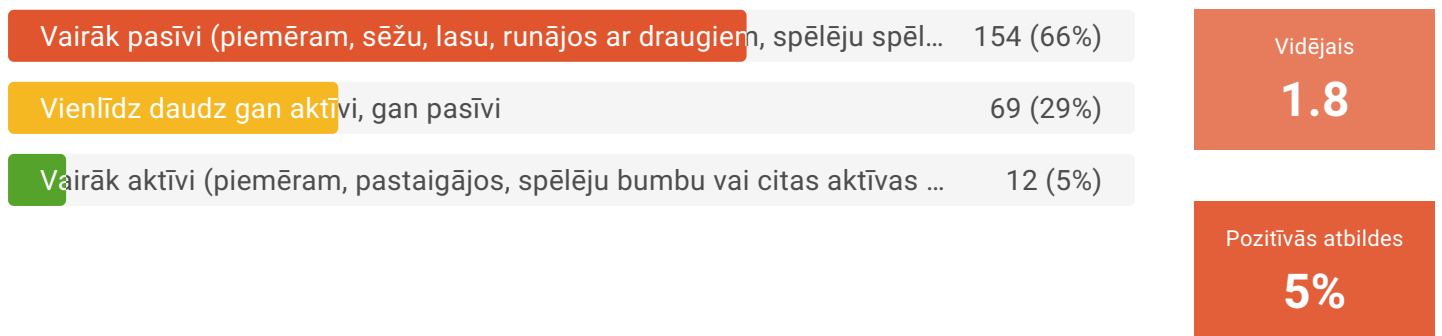 Vairāk pasīvi (piemēram, sēžu, lasu, runājos ar draugiem, spēlēju spēl... 154 (66%)
Vienlīdz daudz gan aktīvi, gan pasīvi 69 (29%)
Vairāk aktīvi (piemēram, pastaigājos, spēlēju bumbu vai citas aktīvas ... 12 (5%)
Vidējais
1.8
Pozitīvās atbildes
5%